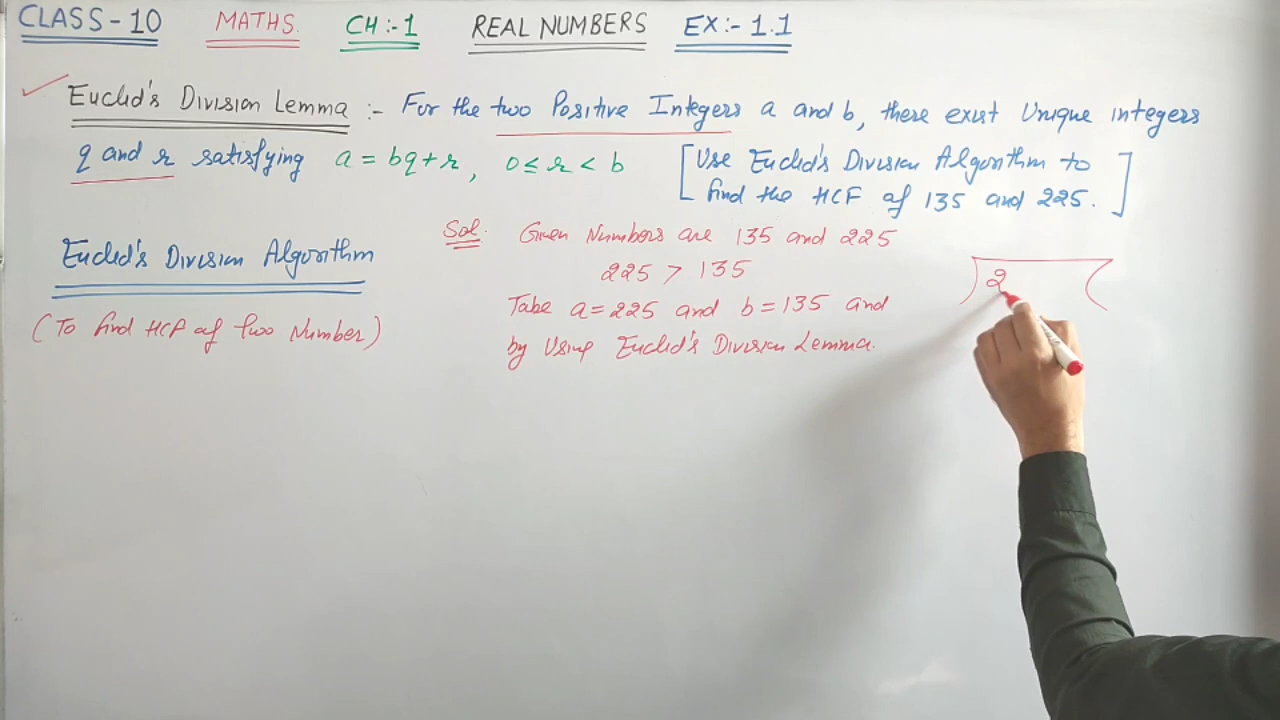 CLASS-10 MATHS. CH:-1 REAL NUMBERS EX:- 1.1
Euclid's Division Lemma :- For the two Positive Integers a and b, there exist Unique integers
q and r satisfying a = bq+r, 0 ≤ r < b
[Use Euclid's Division Algorithm to
find the HCF of 135 and 225.]
Euclid's Division Algorithm
(To find HCF of two Number)
Sol. Given Numbers are 135 and 225
225 > 135
Take a=225 and b=135 and
by Using Euclid's Division Lemma.
2